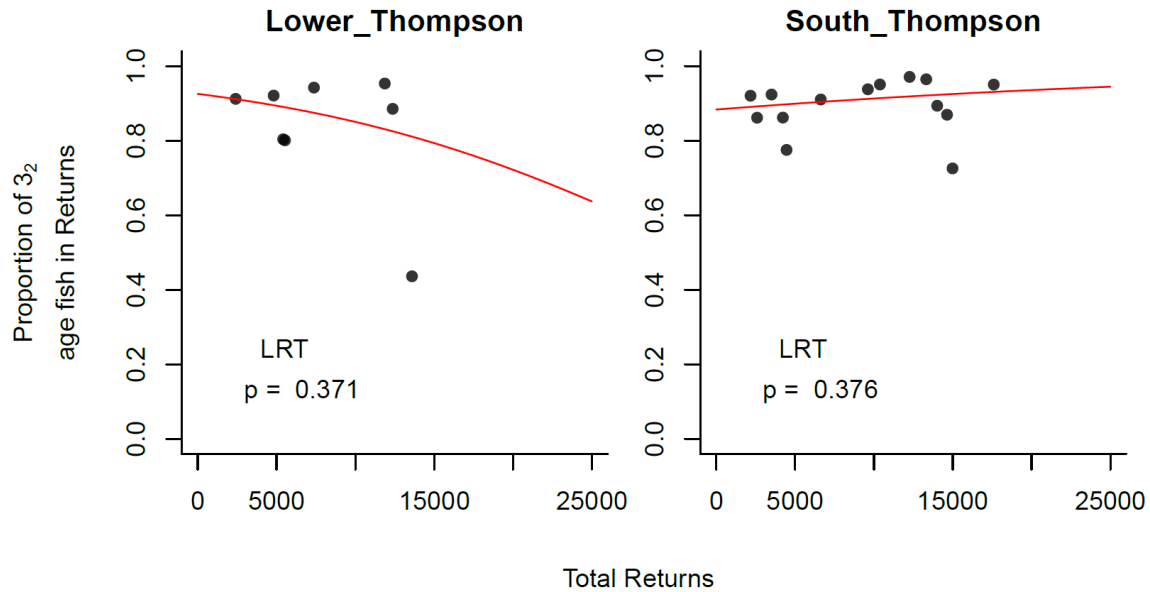 Lower_Thompson
South_Thompson
Proportion of 3₂
age fish in Returns
1.0
0.8
0.6
0.4
0.2
0.0
LRT
p = 0.371
0
5000
15000
25000
1.0
0.8
0.6
0.4
0.2
0.0
LRT
p = 0.376
0
5000
15000
25000
Total Returns